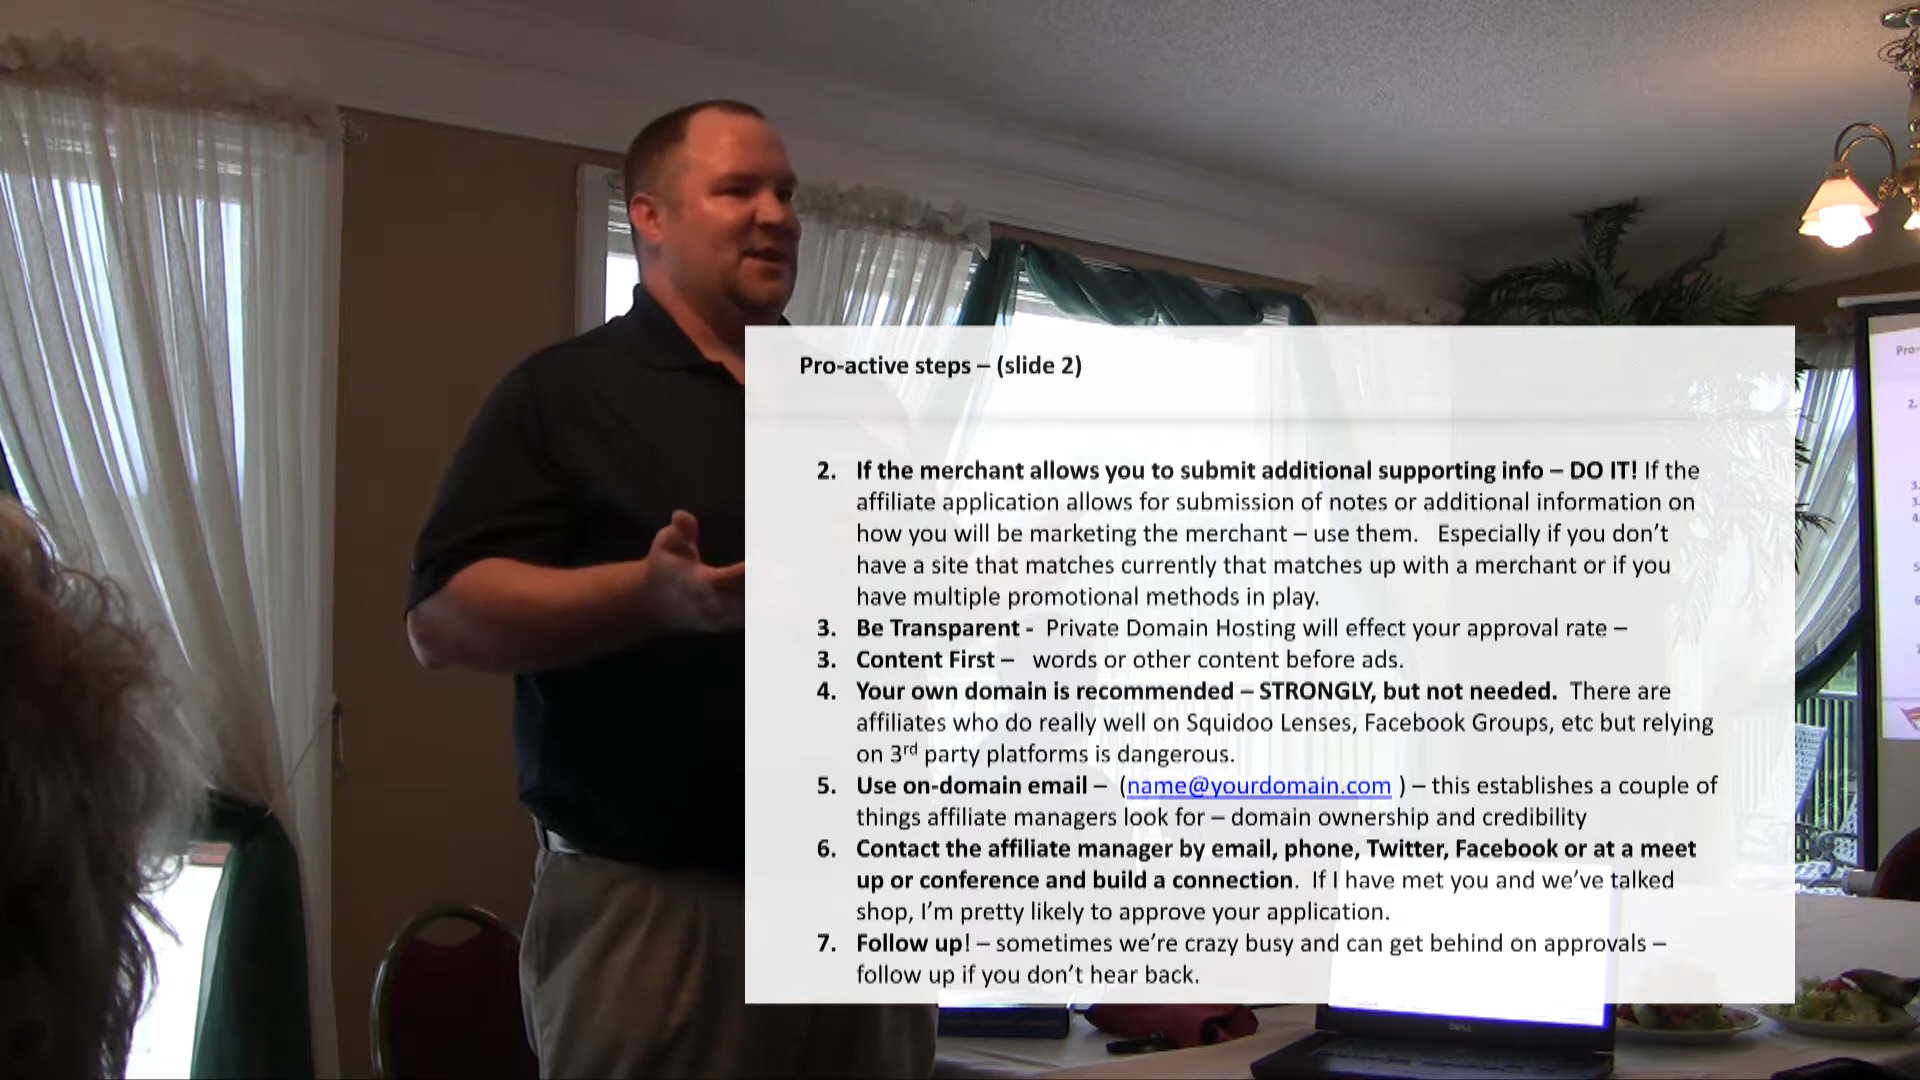 Pro-active steps – (slide 2)
2. If the merchant allows you to submit additional supporting info – DO IT! If the
affiliate application allows for submission of notes or additional information on
how you will be marketing the merchant – use them. Especially if you don't
have a site that matches currently that matches up with a merchant or if you
have multiple promotional methods in play.
3. Be Transparent - Private Domain Hosting will effect your approval rate –
3. Content First – words or other content before ads.
4. Your own domain is recommended – STRONGLY, but not needed. There are
affiliates who do really well on Squidoo Lenses, Facebook Groups, etc but relying
on 3rd party platforms is dangerous.
5. Use on-domain email – (name@yourdomain.com ) – this establishes a couple of
things affiliate managers look for – domain ownership and credibility
6. Contact the affiliate manager by email, phone, Twitter, Facebook or at a meet
up or conference and build a connection. If I have met you and we've talked
shop, I'm pretty likely to approve your application.
7. Follow up! – sometimes we're crazy busy and can get behind on approvals –
follow up if you don't hear back.
DELL